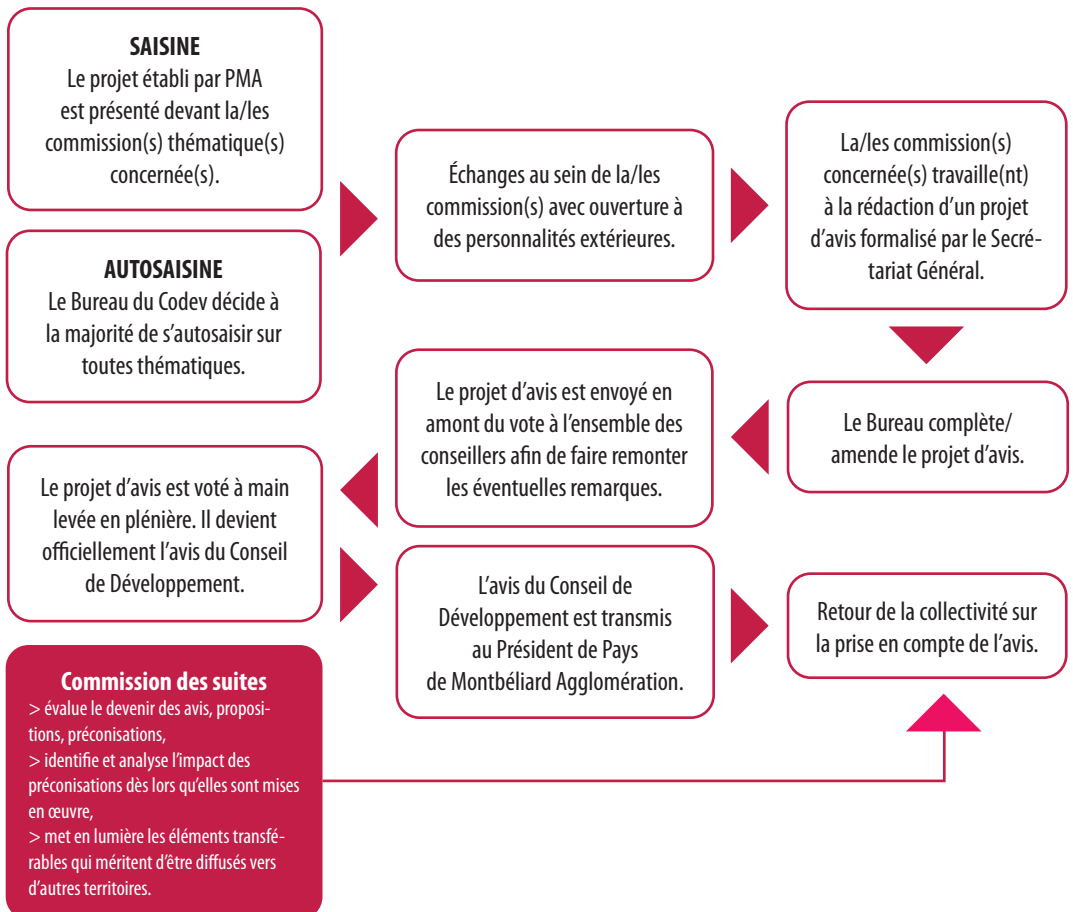 SAISINE
Le projet établi par PMA
est présenté devant la/les
commission(s) thématique(s)
concernée(s).
AUTOSAISINE
Le Bureau du Codev décide à
la majorité de s'autosaisir sur
toutes thématiques.
Échanges au sein de la/les
commission(s) avec ouverture à
des personnalités extérieures.
La/les commission(s)
concernée(s) travaille(nt)
à la rédaction d'un projet
d'avis formalisé par le Secré-
tariat Général.
Le Bureau complète/
amende le projet d'avis.
Le projet d'avis est envoyé en
amont du vote à l'ensemble des
conseillers afin de faire remonter
les éventuelles remarques.
Le projet d'avis est voté à main
levée en plénière. Il devient
officiellement l'avis du Conseil
de Développement.
L'avis du Conseil de
Développement est transmis
au Président de Pays
de Montbéliard Agglomération.
Retour de la collectivité sur
la prise en compte de l'avis.
Commission des suites
> évalue le devenir des avis, proposi-
tions, préconisations,
> identifie et analyse l'impact des
préconisations dès lors qu'elles sont mises
en œuvre,
> met en lumière les éléments transfé-
rables qui méritent d'être diffusés vers
d'autres territoires.